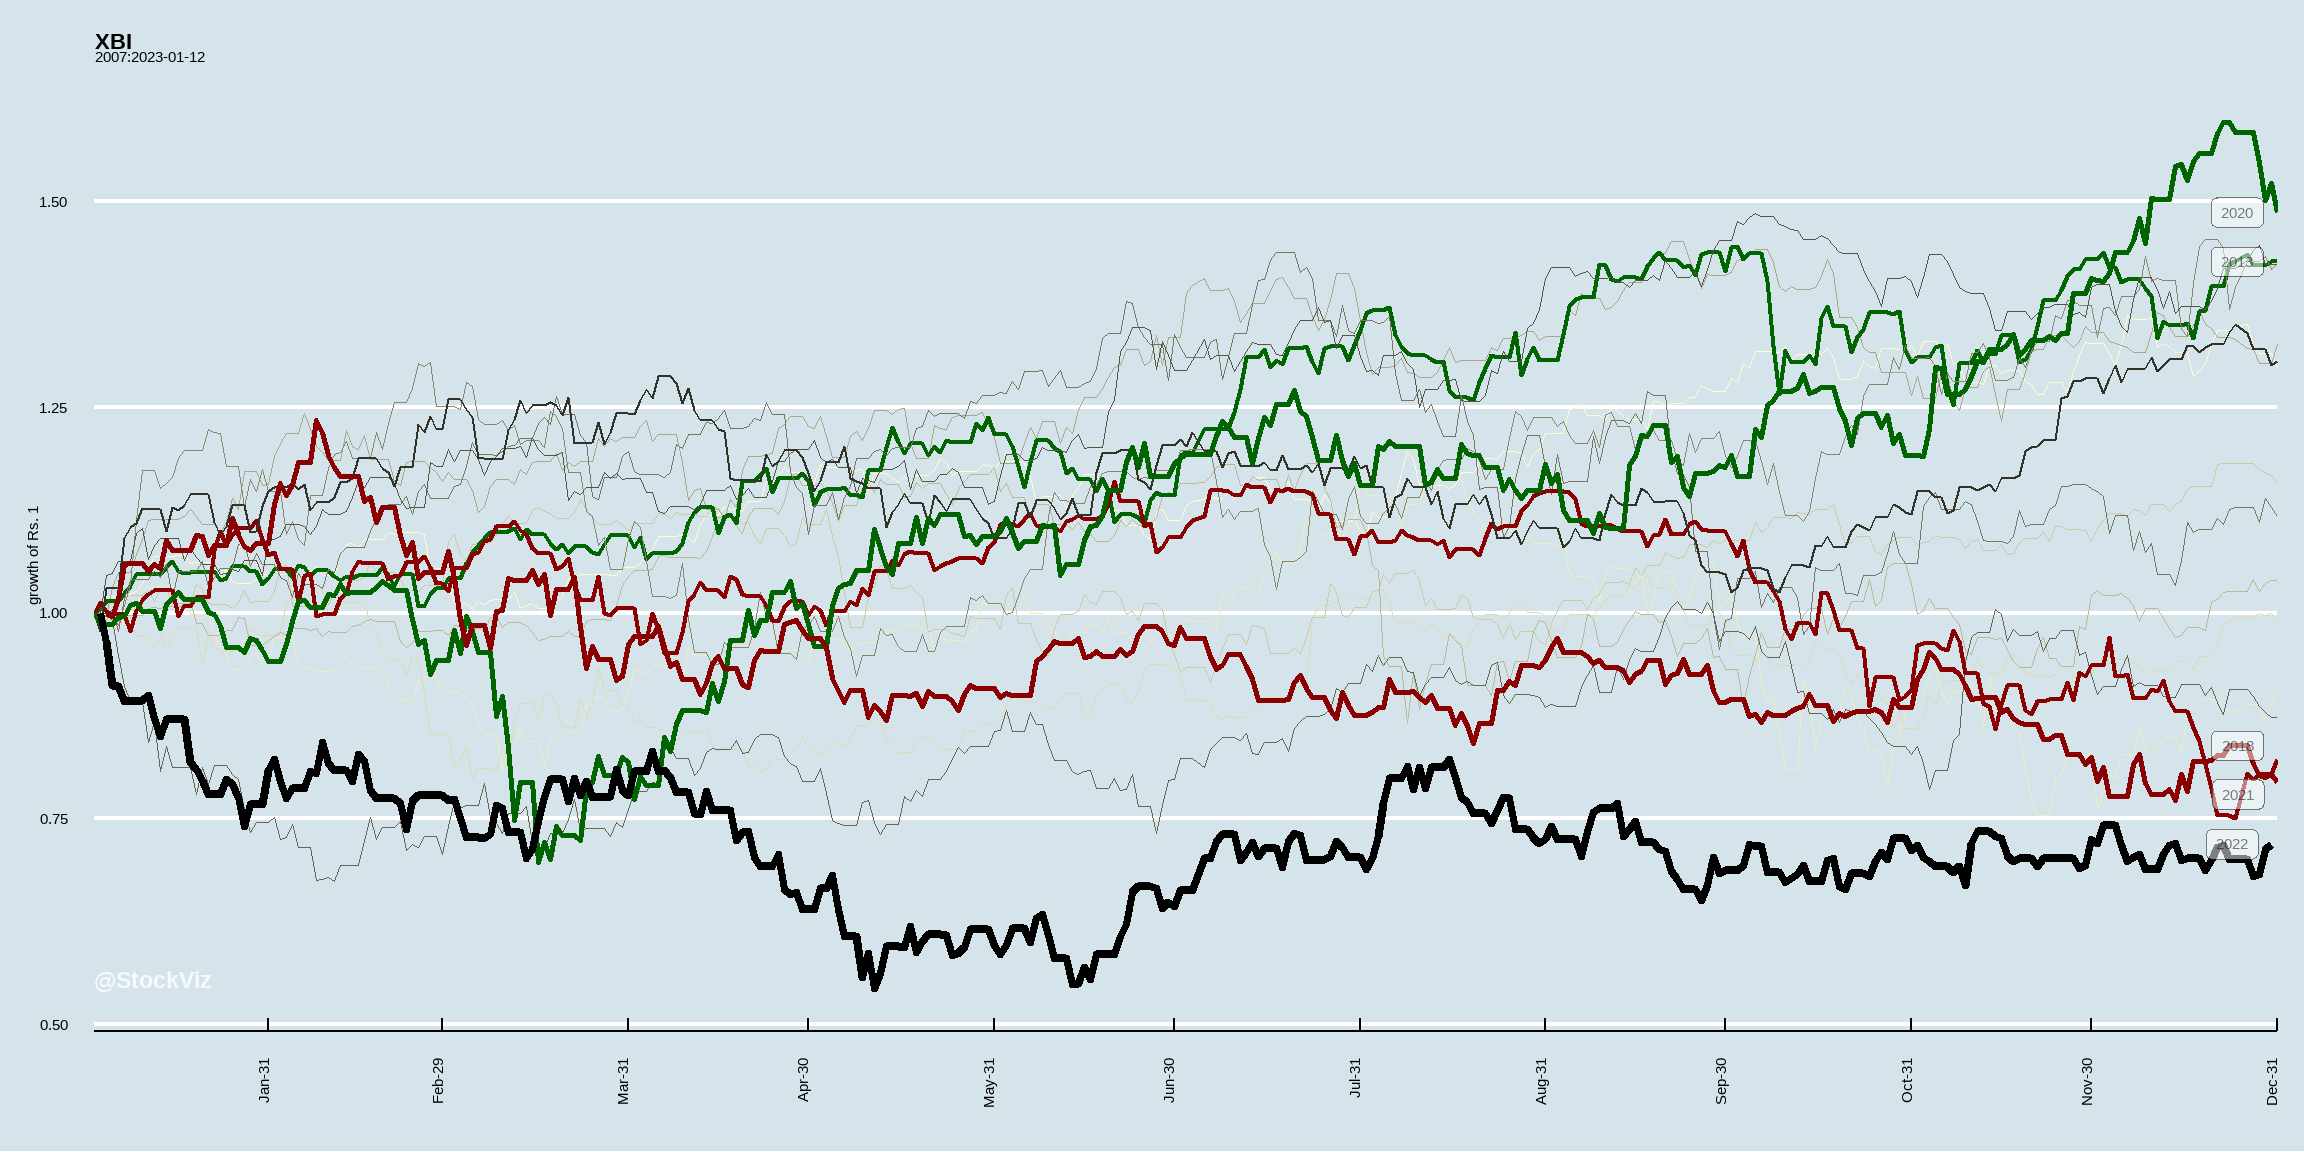 XBI
2007:2023-01-12
growth of Rs. 1
1.50
1.25
1.00
0.75
0.50
2020
2013
2018
2021
2022
@StockViz
Jan-31
Feb-29
Mar-31
Apr-30
May-31
Jun-30
Jul-31
Aug-31
Sep-30
Oct-31
Nov-30
Dec-31